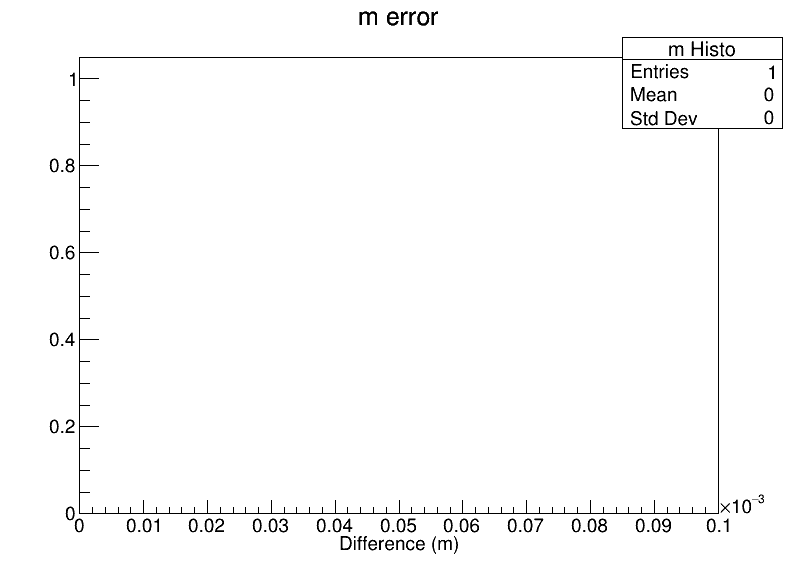 m error
m Histo
Entries 1
Mean 0
Std Dev 0
1
0.8
0.6
0.4
0.2
0
0 0.01 0.02 0.03 0.04 0.05 0.06 0.07 0.08 0.09 0.1
×10⁻³
Difference (m)